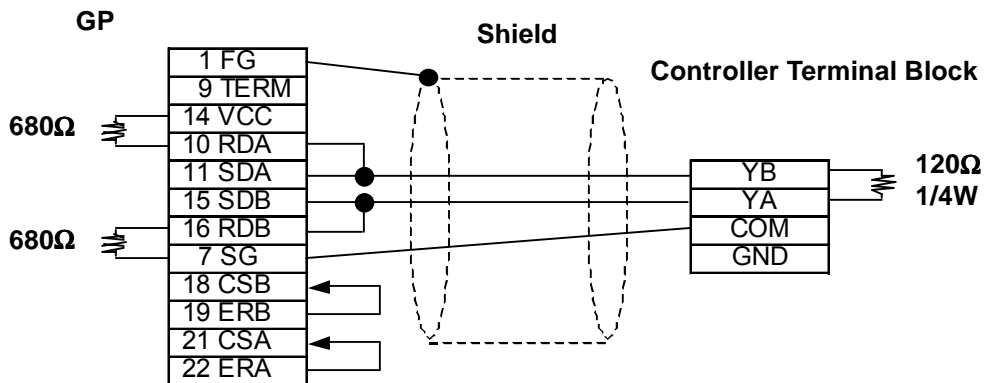 GP
Shield
Controller Terminal Block
1 FG
9 TERM
14 VCC
10 RDA
11 SDA
15 SDB
16 RDB
7 SG
18 CSB
19 ERB
21 CSA
22 ERA
680Ω
680Ω
YB
YA
COM
GND
120Ω
1/4W